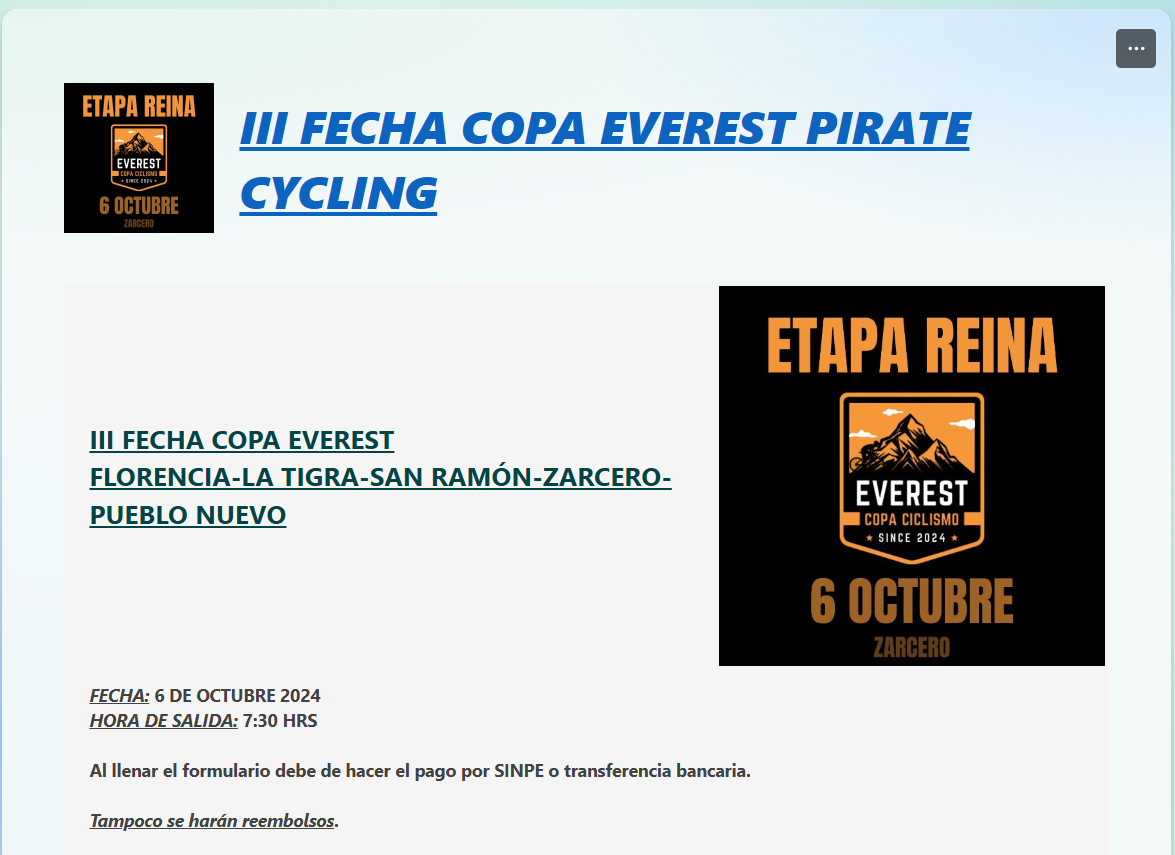 ETAPA REINA
EVEREST
COPA CICLISMO
★ SINCE 2024 ★
6 OCTUBRE
ZARCERO
III FECHA COPA EVEREST PIRATE
CYCLING
III FECHA COPA EVEREST
FLORENCIA-LA TIGRA-SAN RAMÓN-ZARCERO-
PUEBLO NUEVO
ETAPA REINA
EVEREST
COPA CICLISMO
★ SINCE 2024 ★
6 OCTUBRE
ZARCERO
FECHA: 6 DE OCTUBRE 2024
HORA DE SALIDA: 7:30 HRS
Al llenar el formulario debe de hacer el pago por SINPE o transferencia bancaria.
Tampoco se harán reembolsos.